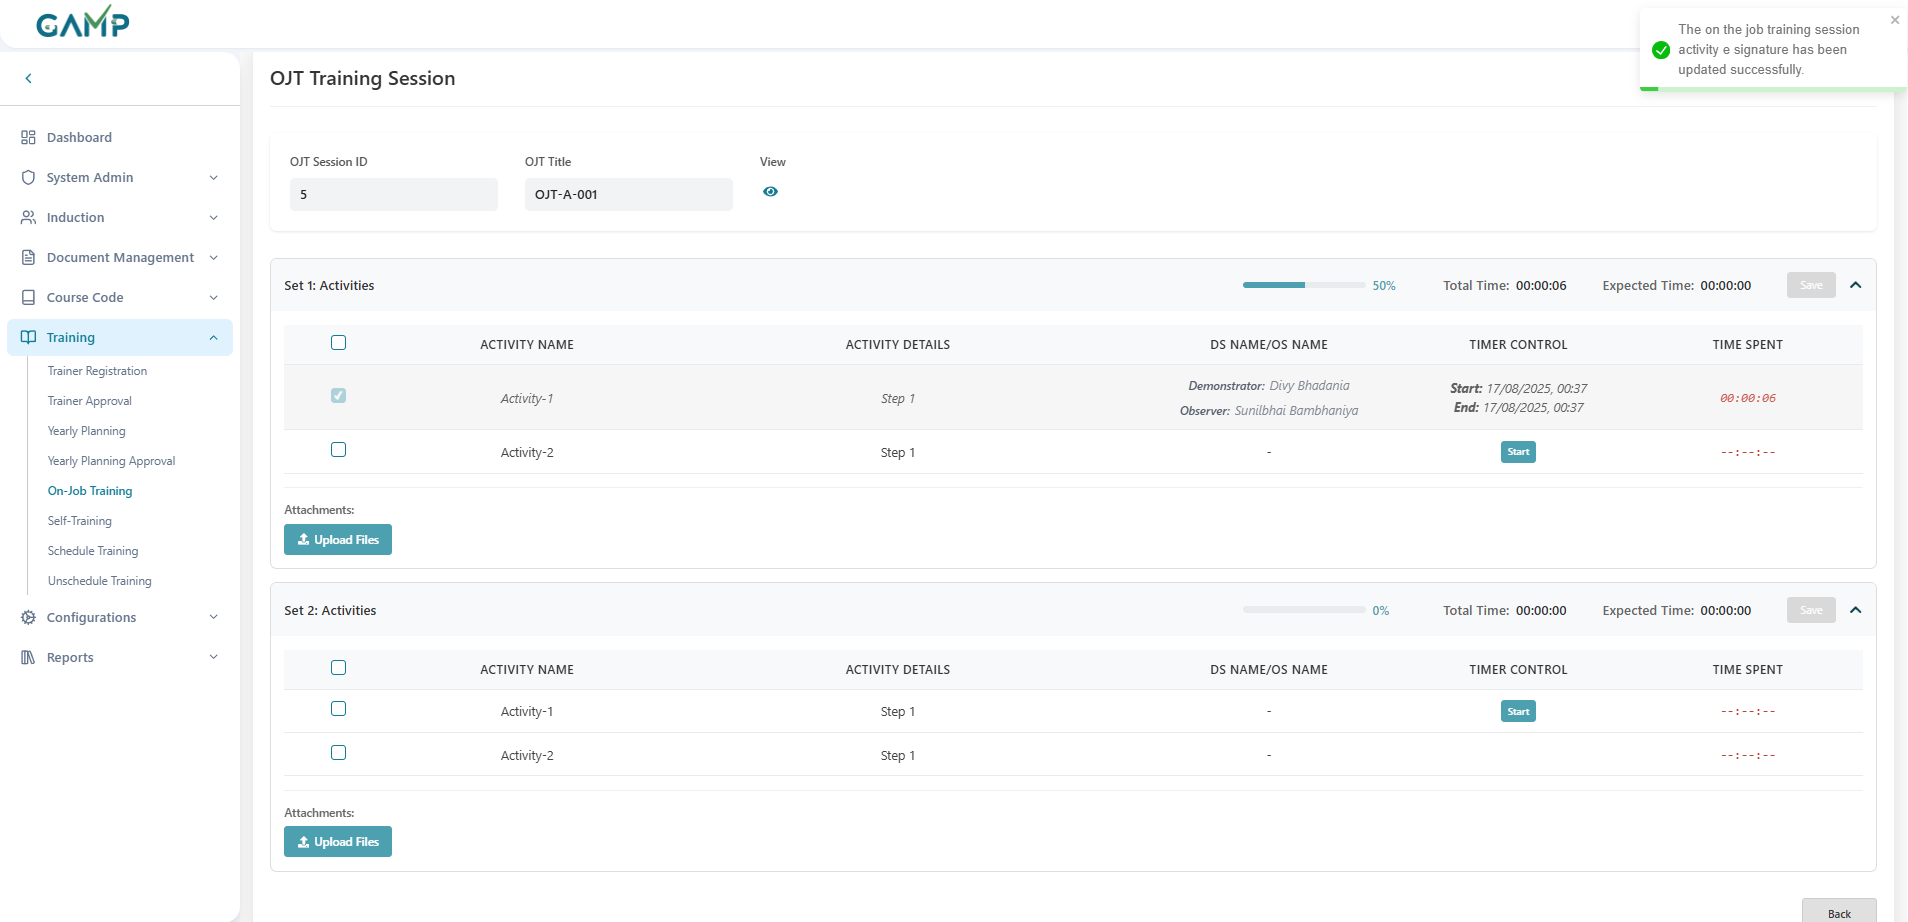 GAMP
The on the job training session
activity e signature has been
updated successfully.
Dashboard
System Admin
Induction
Document Management
Course Code
Training
Trainer Registration
Trainer Approval
Yearly Planning
Yearly Planning Approval
On-Job Training
Self-Training
Schedule Training
Unschedule Training
Configurations
Reports
OJT Training Session
OJT Session ID OJT Title View
5 OJT-A-001
Set 1: Activities 50% Total Time: 00:00:06 Expected Time: 00:00:00 Save
ACTIVITY NAME ACTIVITY DETAILS DS NAME/OS NAME TIMER CONTROL TIME SPENT
Activity-1 Step 1 Demonstrator: Divy Bhadania Observer: Sunilbhai Bambhaniya Start: 17/08/2025, 00:37 End: 17/08/2025, 00:37 00:00:06
Activity-2 Step 1 - Start --:--:--
Attachments:
Upload Files
Set 2: Activities 0% Total Time: 00:00:00 Expected Time: 00:00:00 Save
ACTIVITY NAME ACTIVITY DETAILS DS NAME/OS NAME TIMER CONTROL TIME SPENT
Activity-1 Step 1 - Start --:--:--
Activity-2 Step 1 - --:--:--
Attachments:
Upload Files
Back